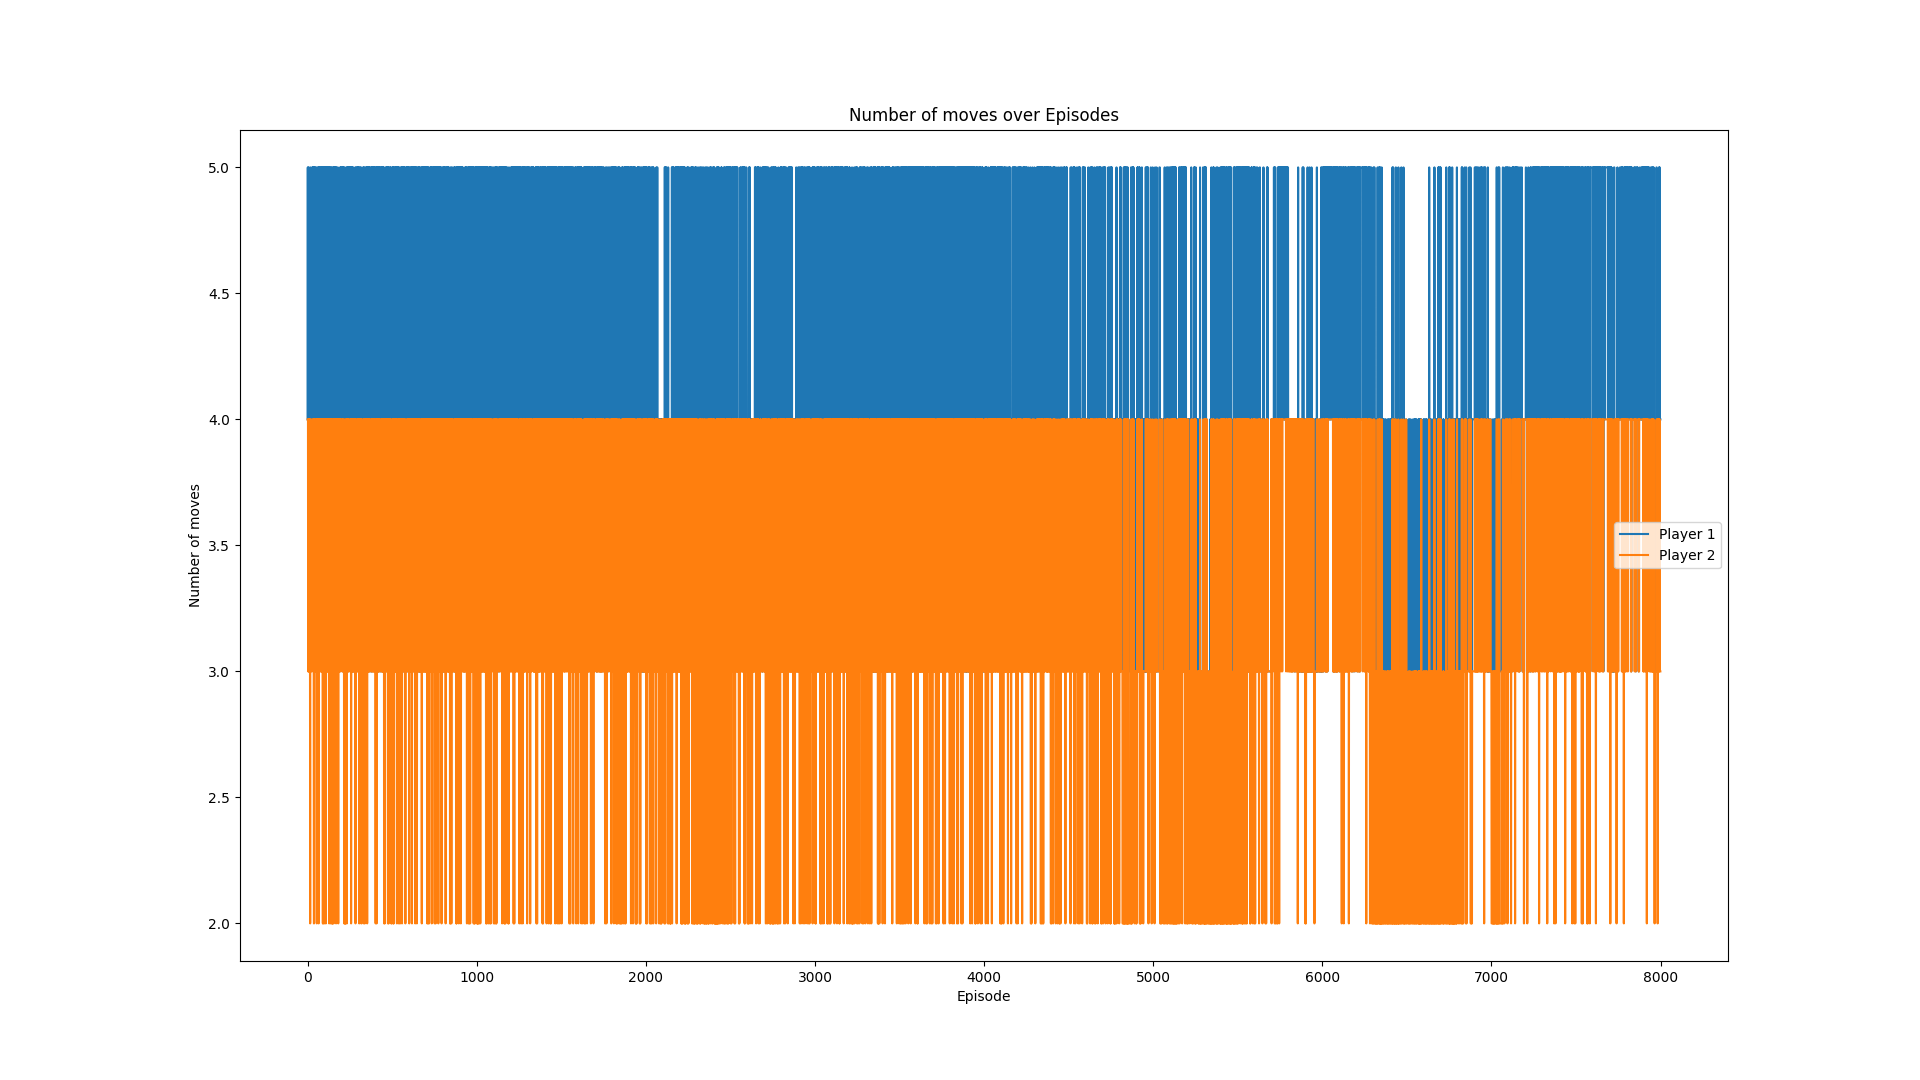 Number of moves over Episodes
5.0
4.5
4.0
3.5
3.0
2.5
2.0
Number of moves
Player 1
Player 2
0 1000 2000 3000 4000 5000 6000 7000 8000
Episode